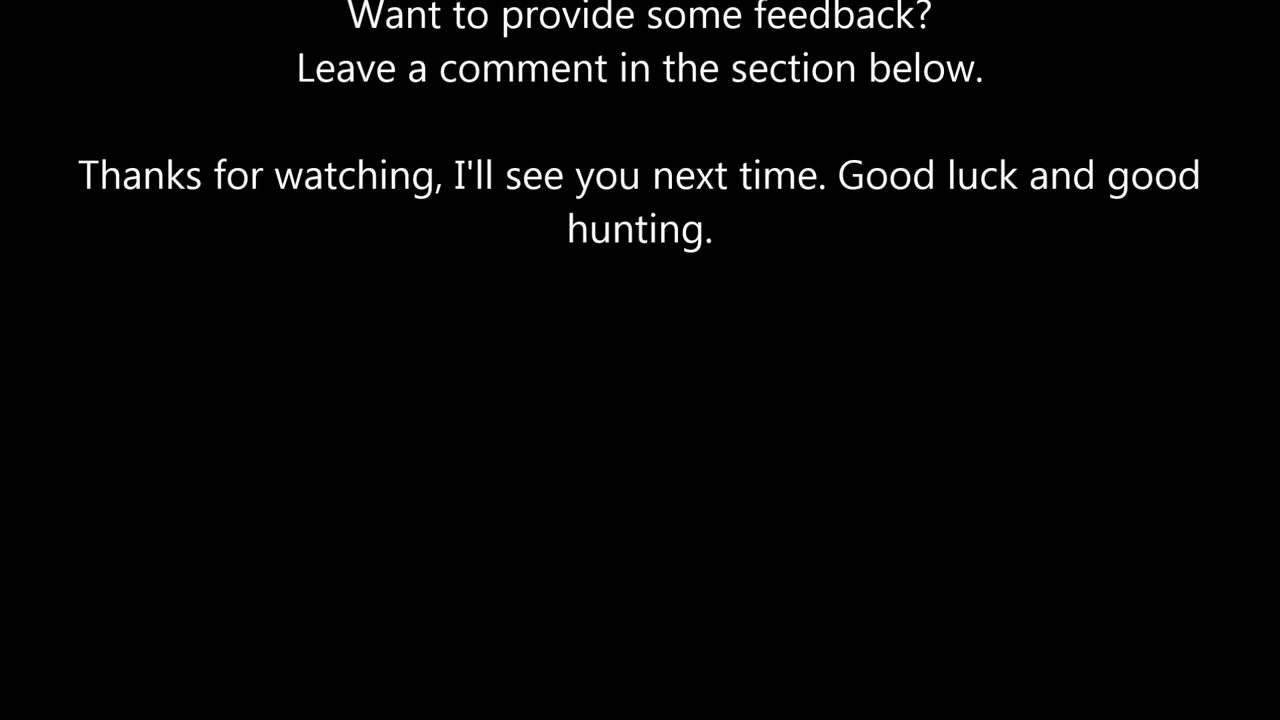 Want to provide some feedback?
Leave a comment in the section below.
Thanks for watching, I'll see you next time. Good luck and good
hunting.